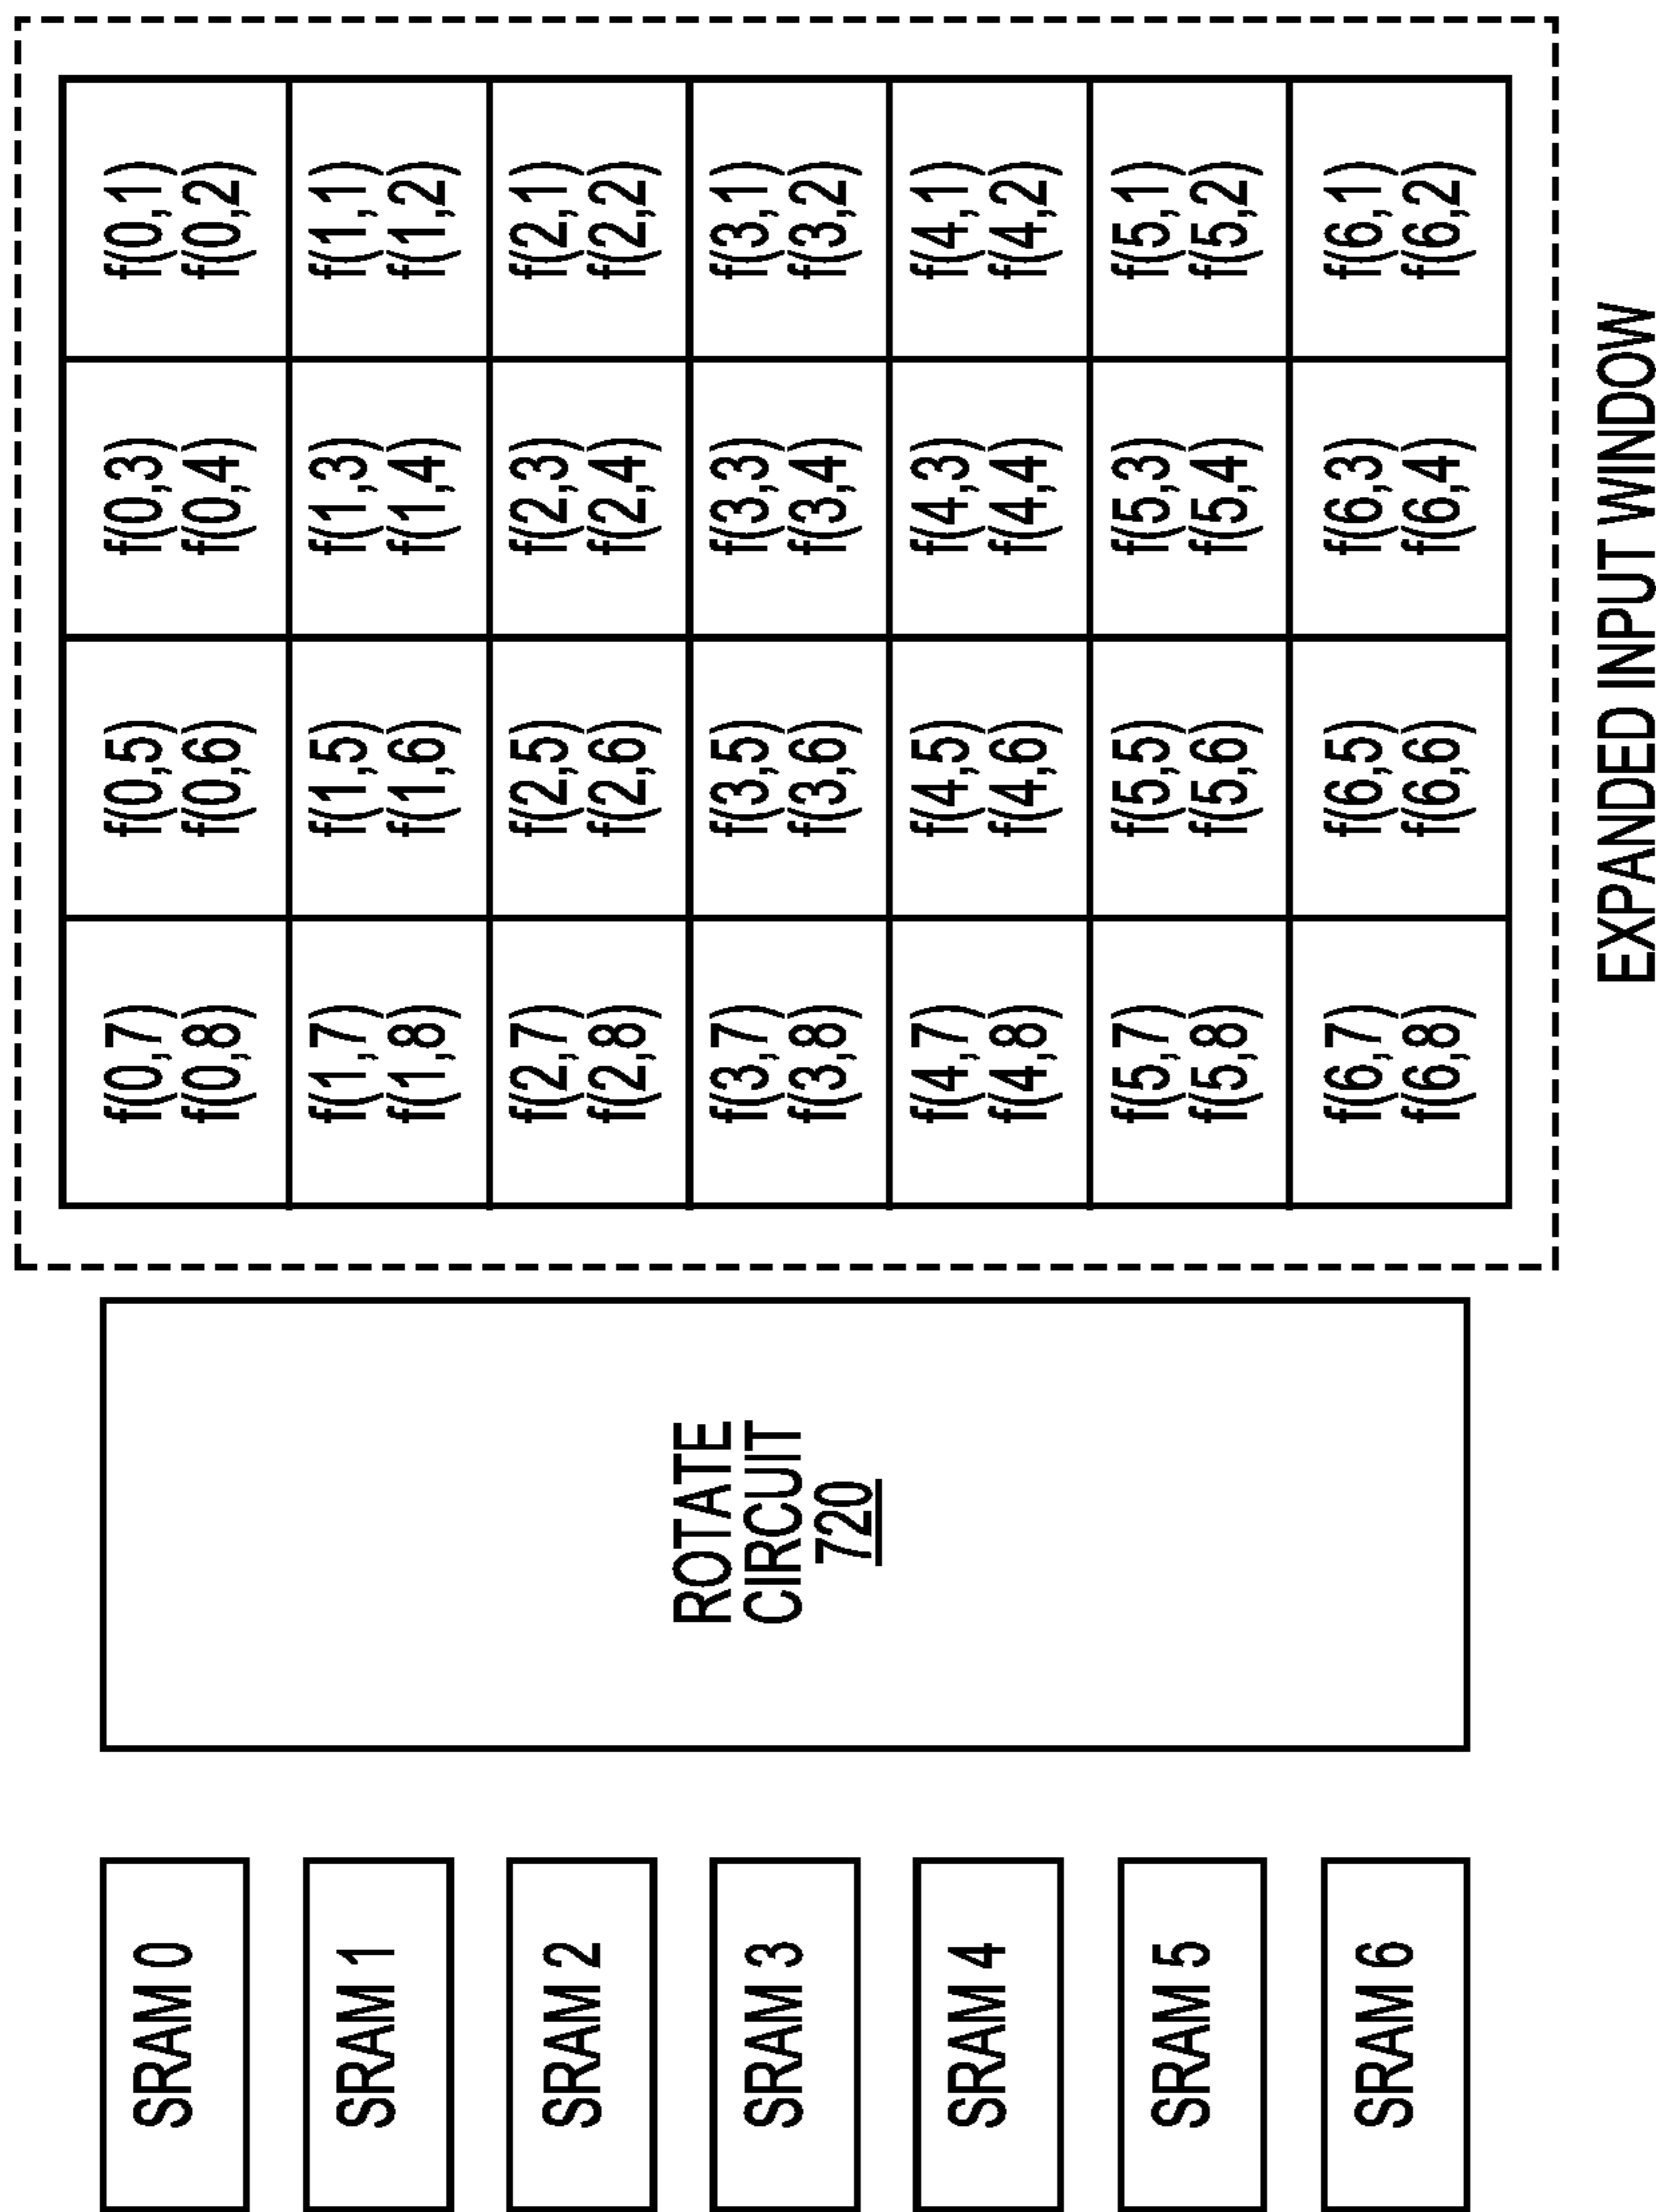 SRAM 0
SRAM 1
SRAM 2
SRAM 3
SRAM 4
SRAM 5
SRAM 6
ROTATE
CIRCUIT
720
f(0,7)
f(0,8)
f(0,5)
f(0,6)
f(0,3)
f(0,4)
f(0,1)
f(0,2)
f(1,7)
f(1,8)
f(1,5)
f(1,6)
f(1,3)
f(1,4)
f(1,1)
f(1,2)
f(2,7)
f(2,8)
f(2,5)
f(2,6)
f(2,3)
f(2,4)
f(2,1)
f(2,2)
f(3,7)
f(3,8)
f(3,5)
f(3,6)
f(3,3)
f(3,4)
f(3,1)
f(3,2)
f(4,7)
f(4,8)
f(4,5)
f(4,6)
f(4,3)
f(4,4)
f(4,1)
f(4,2)
f(5,7)
f(5,8)
f(5,5)
f(5,6)
f(5,3)
f(5,4)
f(5,1)
f(5,2)
f(6,7)
f(6,8)
f(6,5)
f(6,6)
f(6,3)
f(6,4)
f(6,1)
f(6,2)
EXPANDED INPUT WINDOW